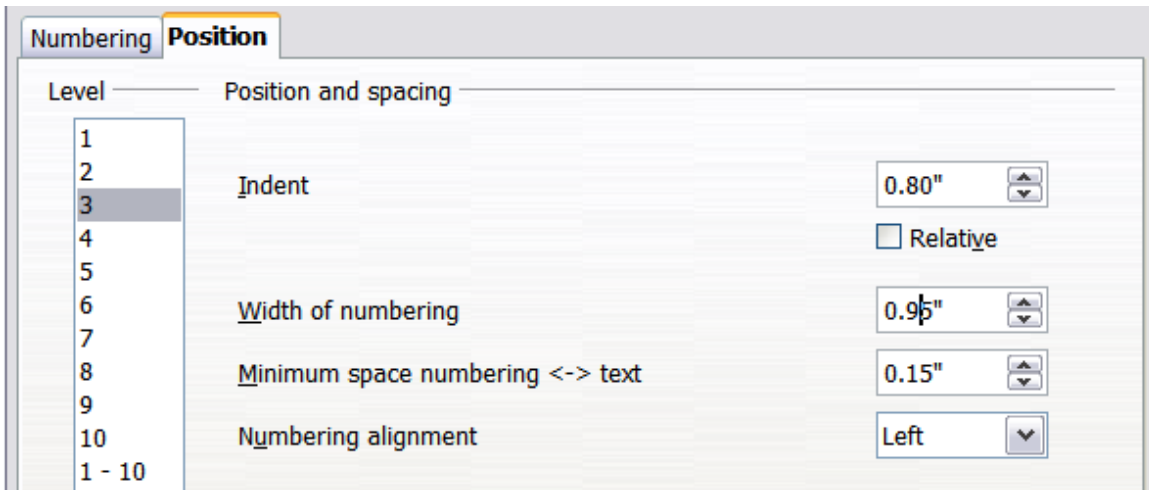 Numbering Position
Level Position and spacing
1
2
3
4
5
6
7
8
9
10
1 - 10
Indent 0.80"
Relative
Width of numbering 0.95"
Minimum space numbering <-> text 0.15"
Numbering alignment Left